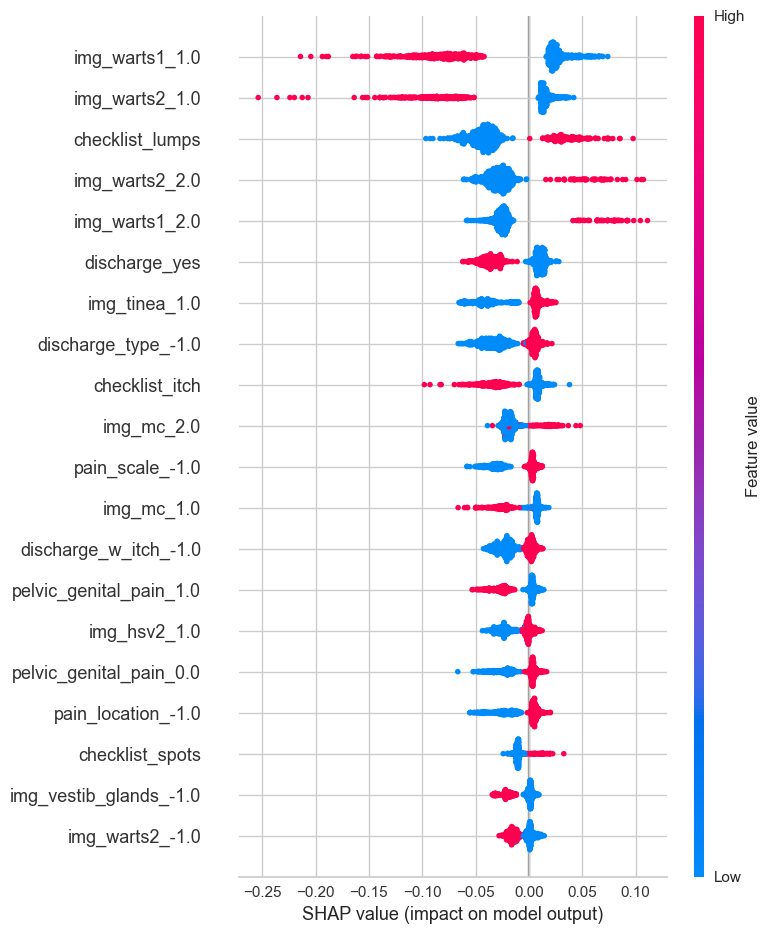 High
img_warts1_1.0
img_warts2_1.0
checklist_lumps
img_warts2_2.0
img_warts1_2.0
discharge_yes
img_tinea_1.0
discharge_type_-1.0
checklist_itch
img_mc_2.0
pain_scale_-1.0
img_mc_1.0
discharge_w_itch_-1.0
pelvic_genital_pain_1.0
img_hsv2_1.0
pelvic_genital_pain_0.0
pain_location_-1.0
checklist_spots
img_vestib_glands_-1.0
img_warts2_-1.0
Feature value
Low
−0.25 −0.20 −0.15 −0.10 −0.05 0.00 0.05 0.10
SHAP value (impact on model output)